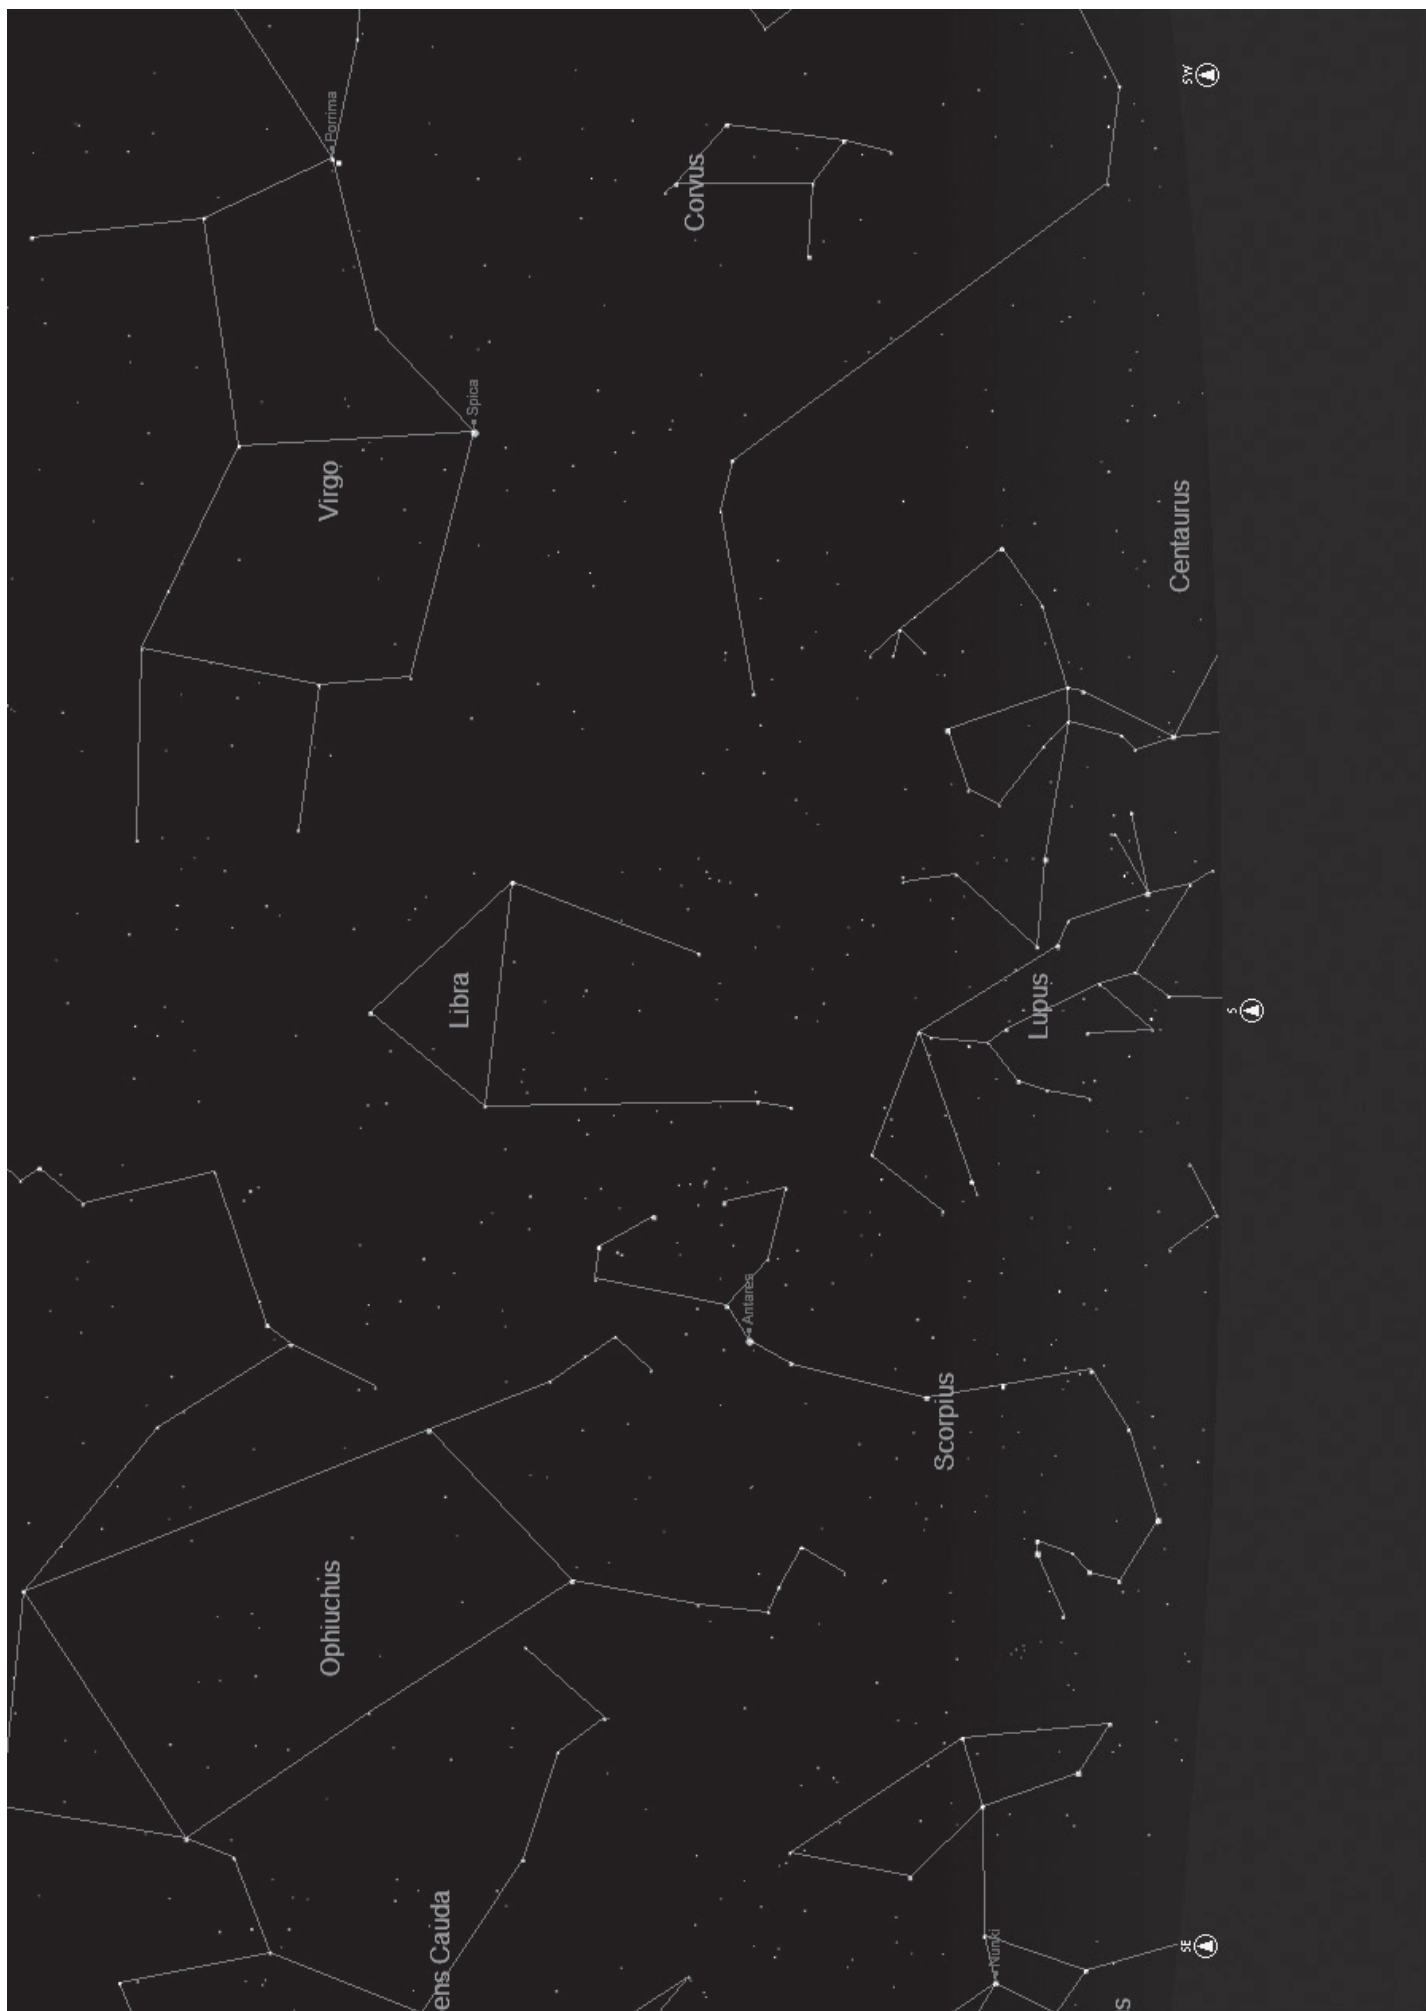 Porrima
SW
Corvus
Spica
Virgo
Centaurus
Libra
Lupus
S
Antares
Scorpius
Ophiuchus
ens Cauda
Nunki
SE
s